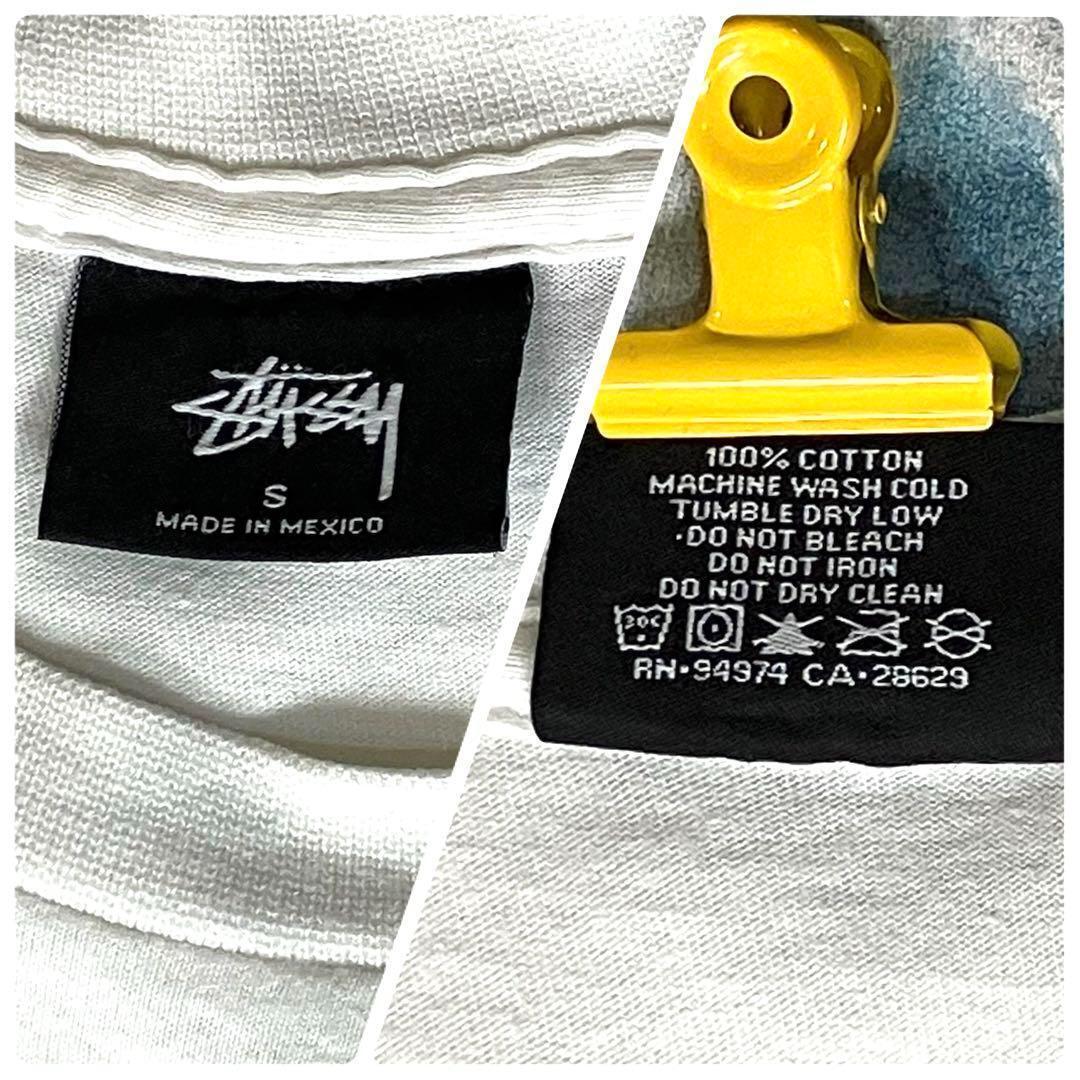 STÜSSY
S
MADE IN MEXICO
100% COTTON
MACHINE WASH COLD
TUMBLE DRY LOW
·DO NOT BLEACH
DO NOT IRON
DO NOT DRY CLEAN
30C
RN·94974 CA·28629